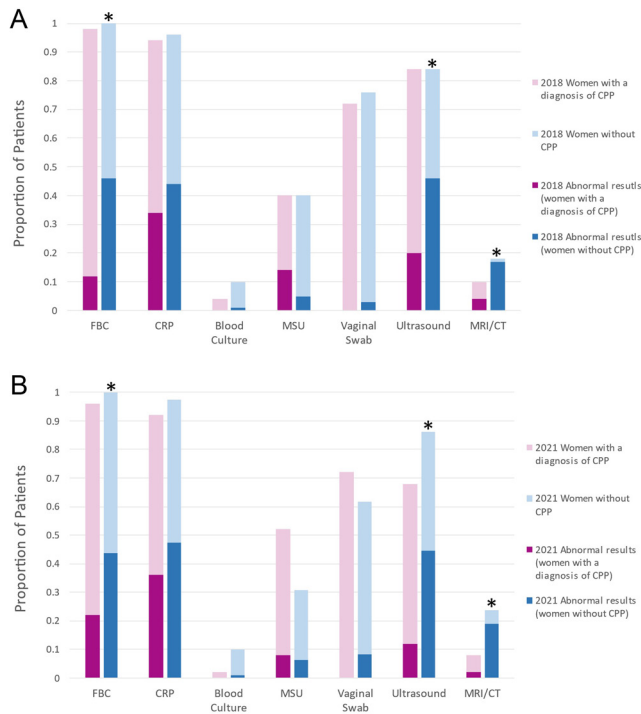 A
Proportion of Patients
1
0.9
0.8
0.7
0.6
0.5
0.4
0.3
0.2
0.1
0
*
*
*
FBC
CRP
Blood
Culture
MSU
Vaginal
Swab
Ultrasound
MRI/CT
2018 Women with a
diagnosis of CPP
2018 Women without
CPP
2018 Abnormal resutls
(women with a
diagnosis of CPP)
2018 Abnormal resutls
(women without CPP)
B
Proportion of Patients
1
0.9
0.8
0.7
0.6
0.5
0.4
0.3
0.2
0.1
0
*
*
*
FBC
CRP
Blood
Culture
MSU
Vaginal
Swab
Ultrasound
MRI/CT
2021 Women with a
diagnosis of CPP
2021 Women without
CPP
2021 Abnormal results
(women with a
diagnosis of CPP)
2021 Abnormal results
(women without CPP)